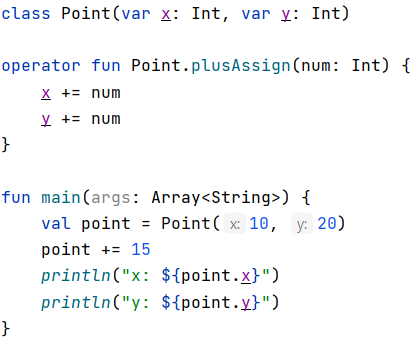 class Point(var x: Int, var y: Int)
operator fun Point.plusAssign(num: Int) {
x += num
y += num
}
fun main(args: Array<String>) {
val point = Point( x: 10, y: 20)
point += 15
println("x: ${point.x}")
println("y: ${point.y}")
}